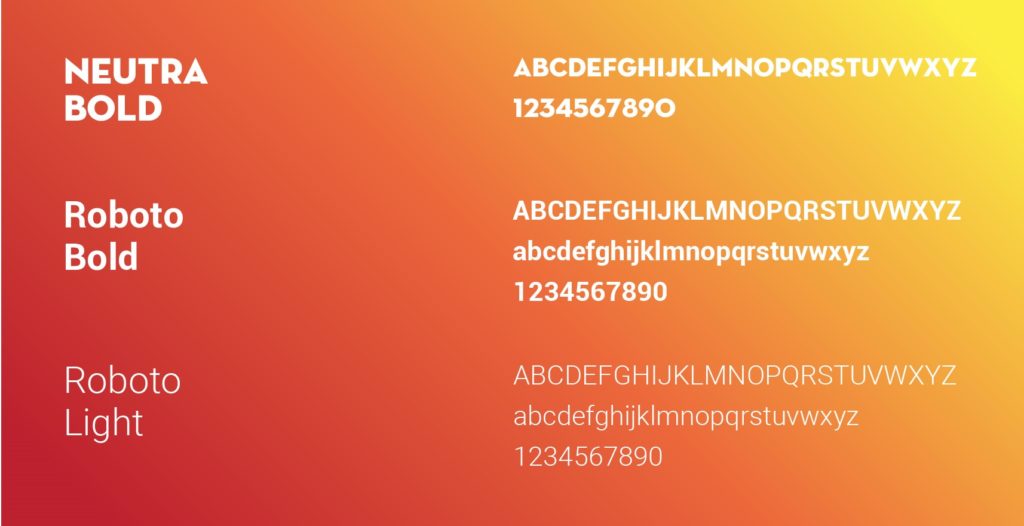 NEUTRA
BOLD
ABCDEFGHIJKLMNOPQRSTUVWXYZ
1234567890
Roboto
Bold
ABCDEFGHIJKLMNOPQRSTUVWXYZ
abcdefghijklmnopqrstuvwxyz
1234567890
Roboto
Light
ABCDEFGHIJKLMNOPQRSTUVWXYZ
abcdefghijklmnopqrstuvwxyz
1234567890